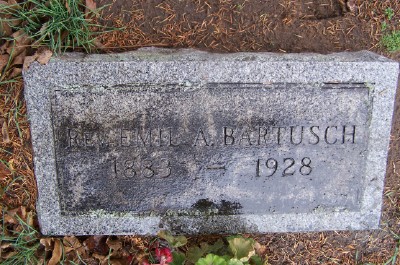 REV. EMIL A. BARTUSCH
1883 – 1928